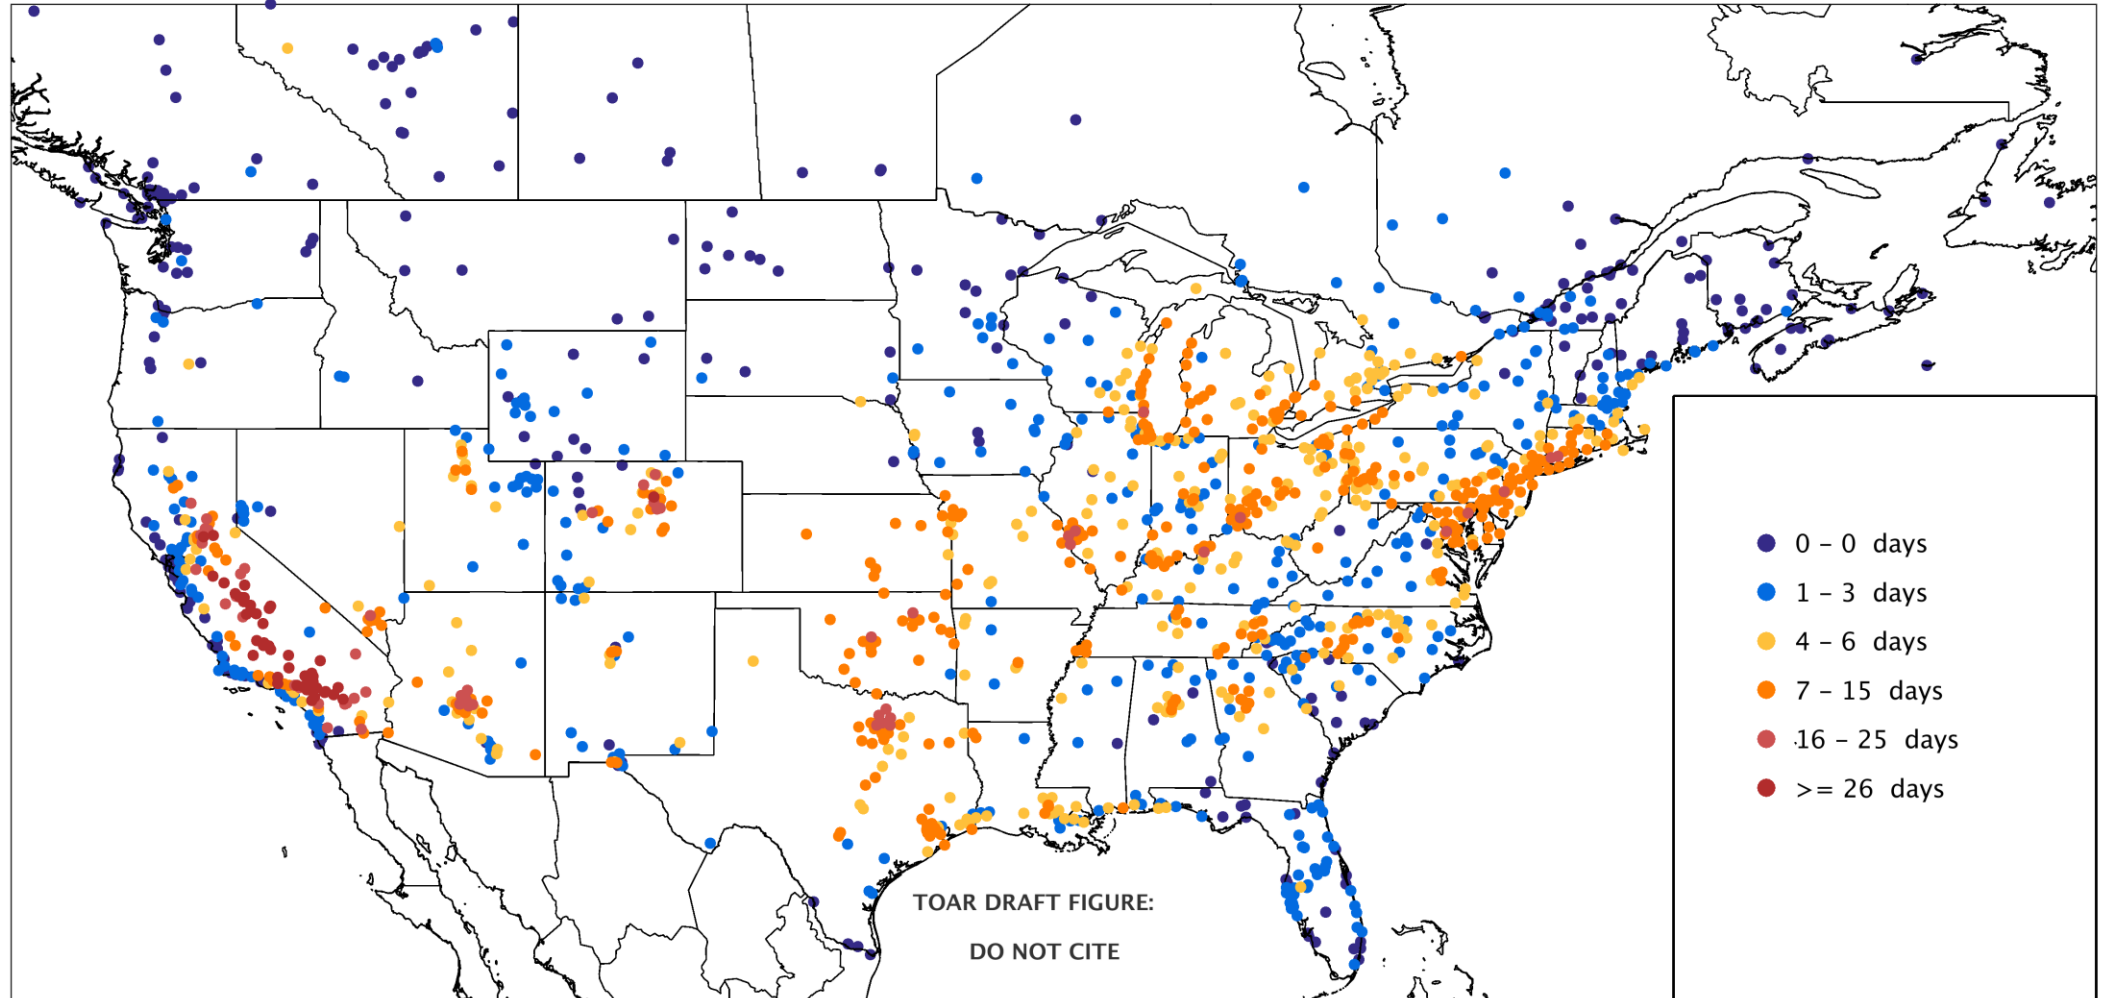 0 – 0 days
1 – 3 days
4 – 6 days
7 – 15 days
16 – 25 days
>= 26 days
TOAR DRAFT FIGURE:
DO NOT CITE